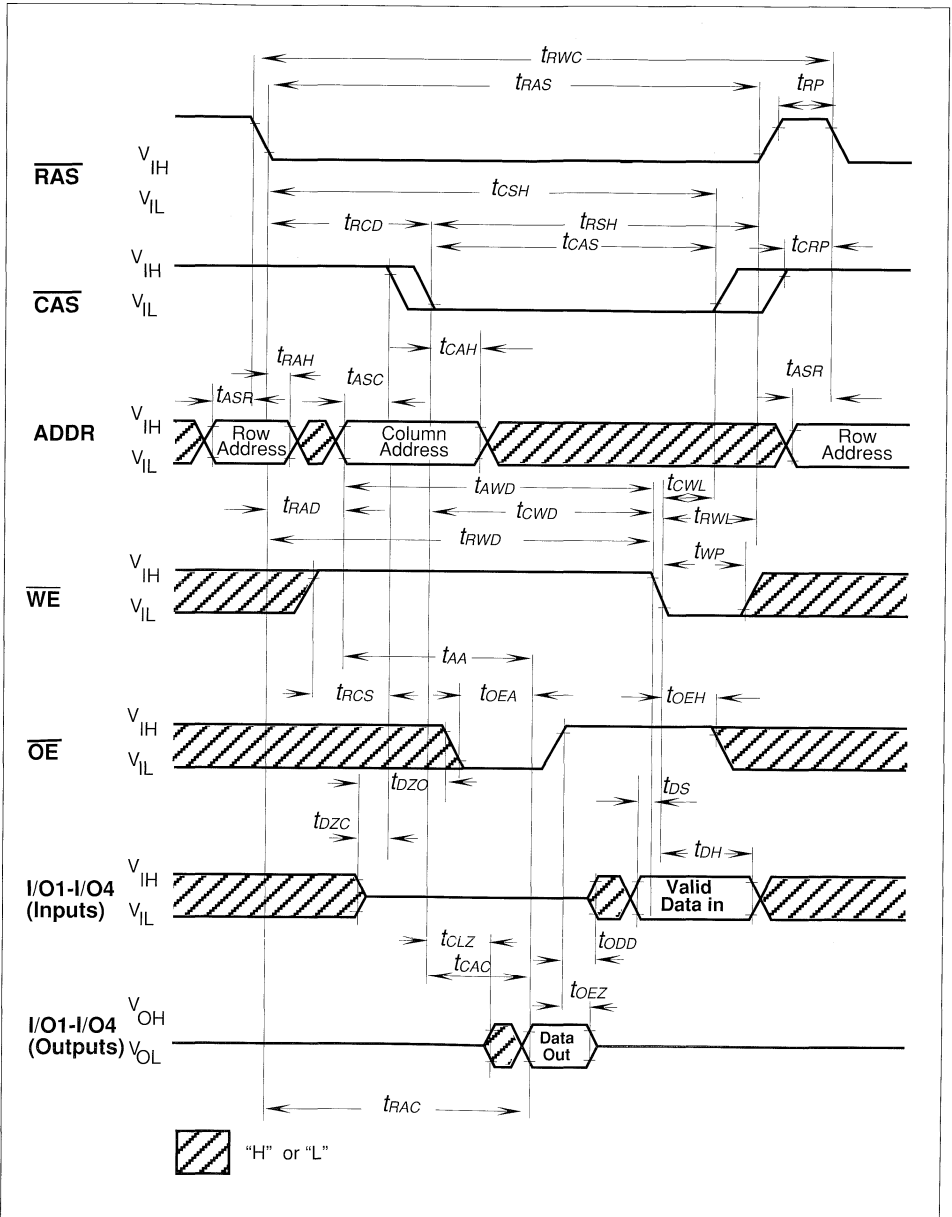 tRWC
tRAS
tRP
RAS
VIH
VIL
tCSH
tRCD
tRSH
tCAS
tCRP
CAS
VIH
VIL
tRAH
tCAH
tASR
tASC
tASR
ADDR
VIH
VIL
Row
Address
Column
Address
Row
Address
tAWD
tCWL
tRAD
tCWD
tRWL
tRWD
tWP
WE
VIH
VIL
tAA
tRCS
tOEA
tOEH
OE
VIH
VIL
tDZO
tDS
tDZC
tDH
I/O1-I/O4
(Inputs)
VIH
VIL
Valid
Data in
tCLZ
tODD
tCAC
tOEZ
I/O1-I/O4
(Outputs)
VOH
VOL
Data
Out
tRAC
“H” or “L”